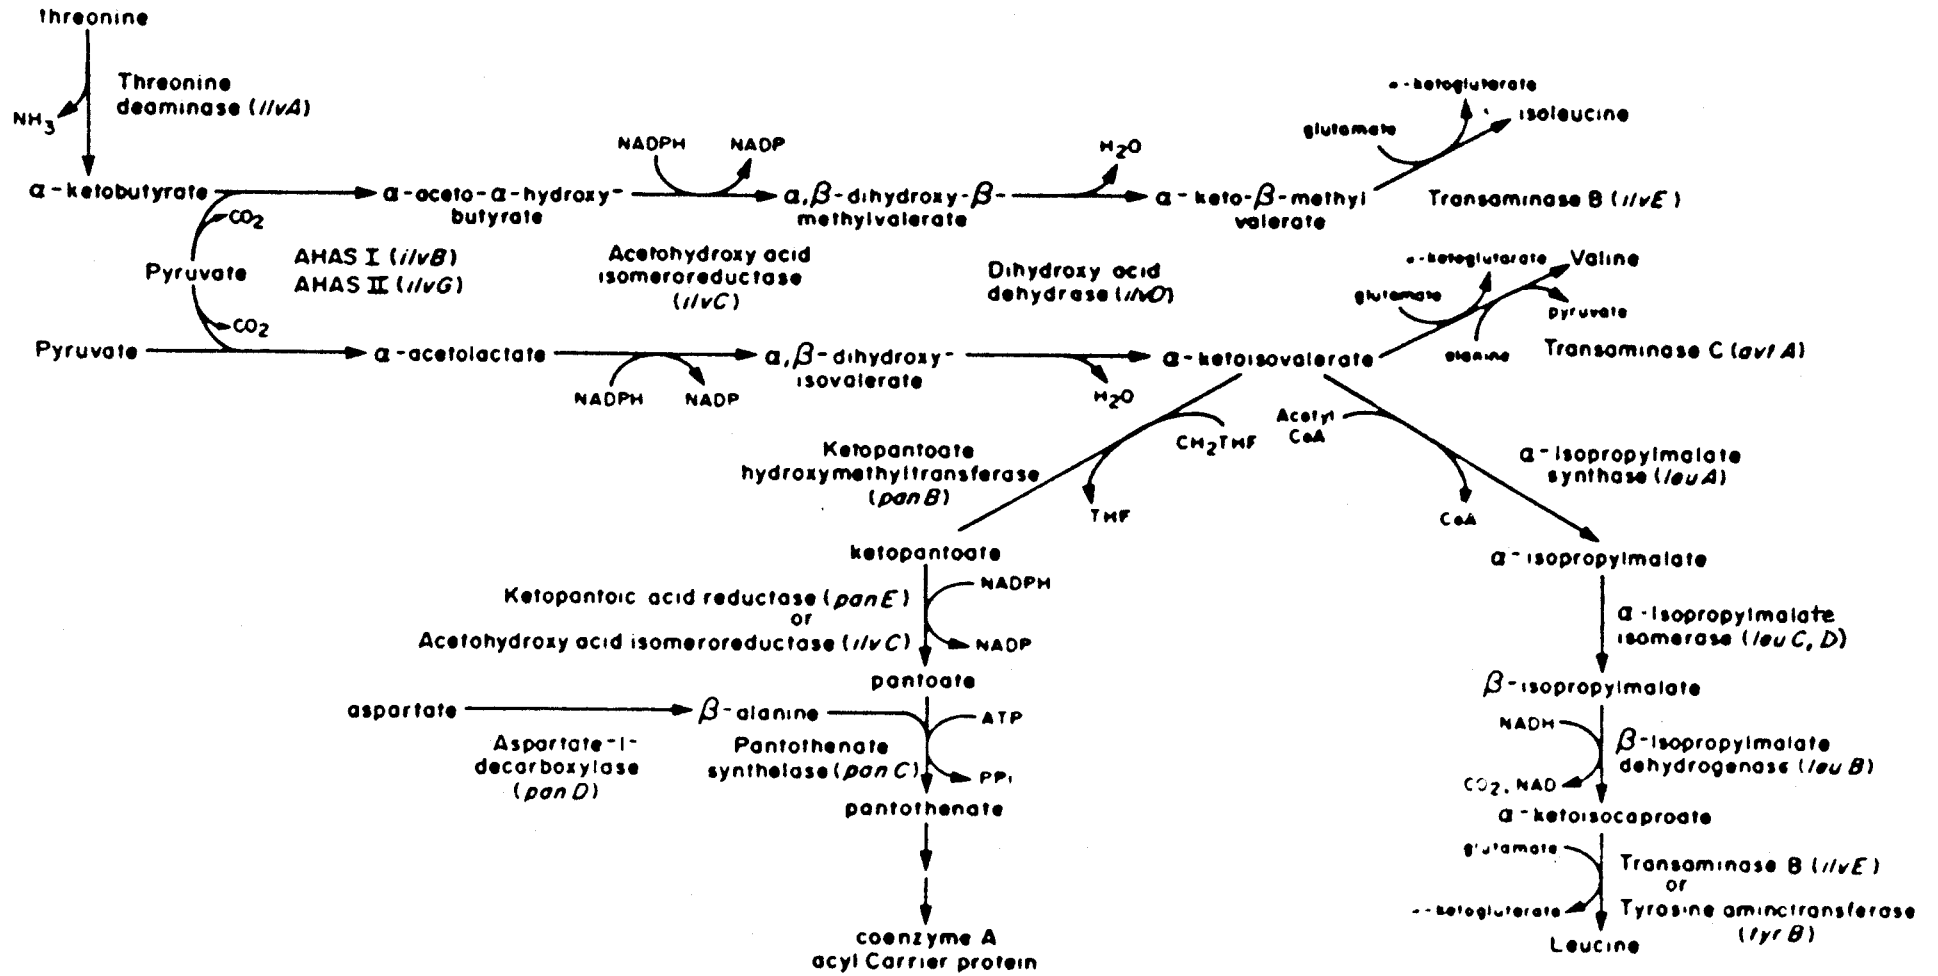 threonine
Threonine
deaminase (ilvA)
NH3
α-ketobutyrate
CO2
Pyruvate
AHAS I (ilvB)
AHAS II (ilvG)
CO2
Pyruvate
NADPH
NADP
α-aceto-α-hydroxy-
butyrate
α,β-dihydroxy-β-
methylvalerate
H2O
α-keto-β-methyl
valerate
α-ketogluterate
glutamate
isoleucine
Transaminase B (ilvE)
Acetohydroxy acid
isomeroreductase
(ilvC)
Dihydroxy acid
dehydrase (ilvD)
α-acetolactate
NADPH
NADP
α,β-dihydroxy-
isovalerate
H2O
α-ketoisovalerate
α-ketoglutarate
glutamate
Valine
pyruvate
alanine
Transaminase C (avtA)
Ketopantoate
hydroxymethyltransferase
(panB)
CH2THF
THF
Acetyl
CoA
CoA
α-Isopropylmalate
synthase (leuA)
ketopantoate
Ketopantoic acid reductase (panE)
or
Acetohydroxy acid isomeroreductase (ilvC)
NADPH
NADP
pantoate
aspartate
β-alanine
ATP
Aspartate-1-
decarboxylase
(panD)
Pantothenate
synthelase (panC)
PPi
pantothenate
coenzyme A
acyl Carrier protein
α-isopropylmalate
α-Isopropylmalate
isomerase (leuC, D)
β-isopropylmalate
NADH
β-Isopropylmalate
dehydrogenase (leuB)
CO2, NAD
α-ketoisocaproate
glutamate
Transaminase B (ilvE)
or
α-ketogluterate
Tyrosine aminctransferase
(tyrB)
Leucine